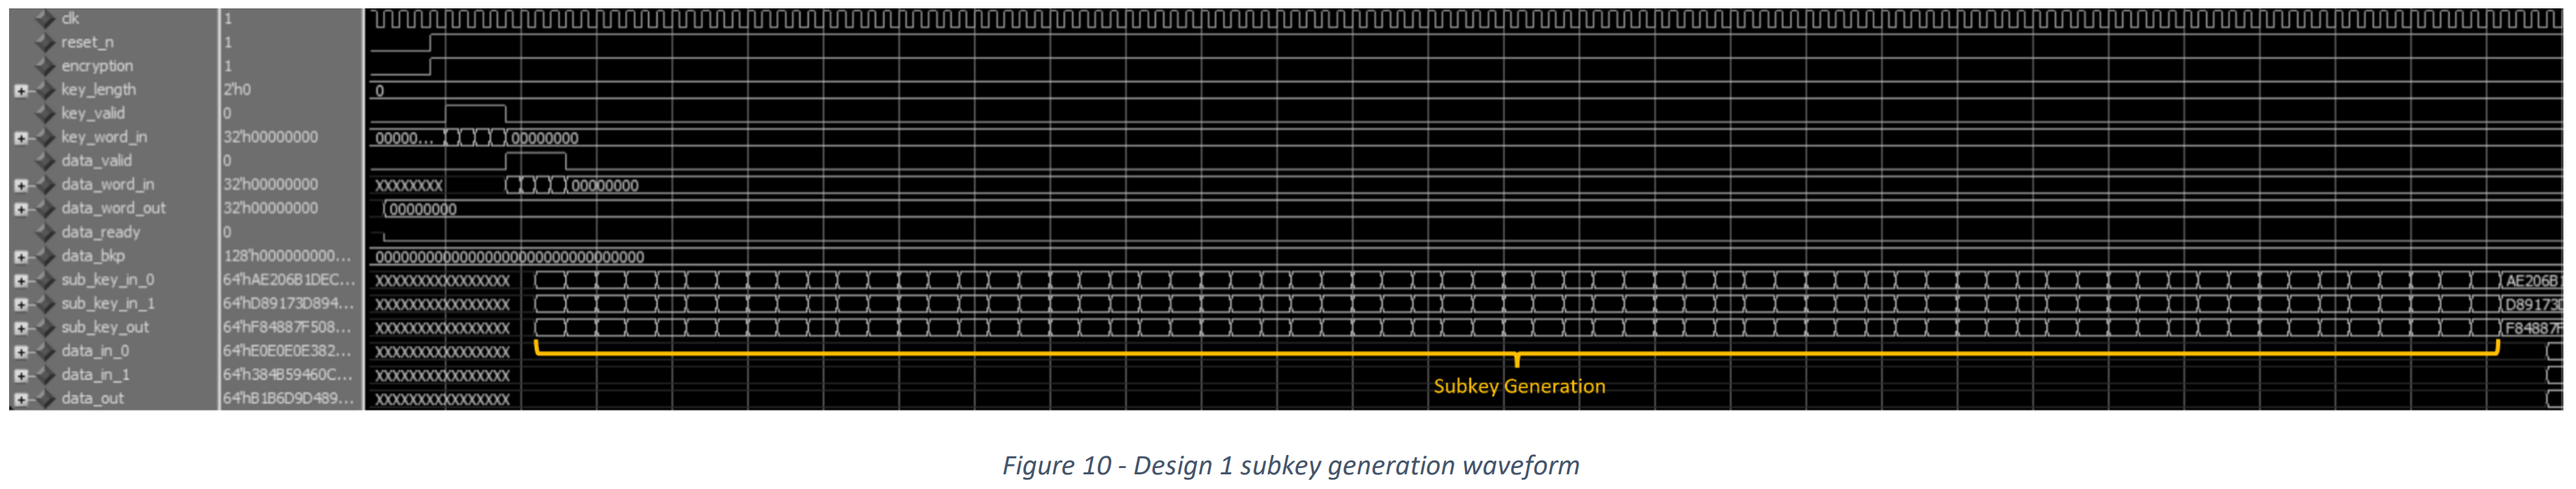 clk 1
reset_n 1
encryption 1
key_length 2'h0 0
key_valid 0
key_word_in 32'h00000000 00000... 00000000
data_valid 0
data_word_in 32'h00000000 XXXXXXXX 00000000
data_word_out 32'h00000000 00000000
data_ready 0
data_bkp 128'h000000000... 00000000000000000000000000000000
sub_key_in_0 64'hAE206B1DEC... XXXXXXXXXXXXXXXX AE206B
sub_key_in_1 64'hD89173D894... XXXXXXXXXXXXXXXX D89173D
sub_key_out 64'hF84887F508... XXXXXXXXXXXXXXXX F84887F
data_in_0 64'hE0E0E0E382... XXXXXXXXXXXXXXXX
data_in_1 64'h384B59460C... XXXXXXXXXXXXXXXX
Subkey Generation
data_out 64'hB1B6D9D489... XXXXXXXXXXXXXXXX
Figure 10 - Design 1 subkey generation waveform